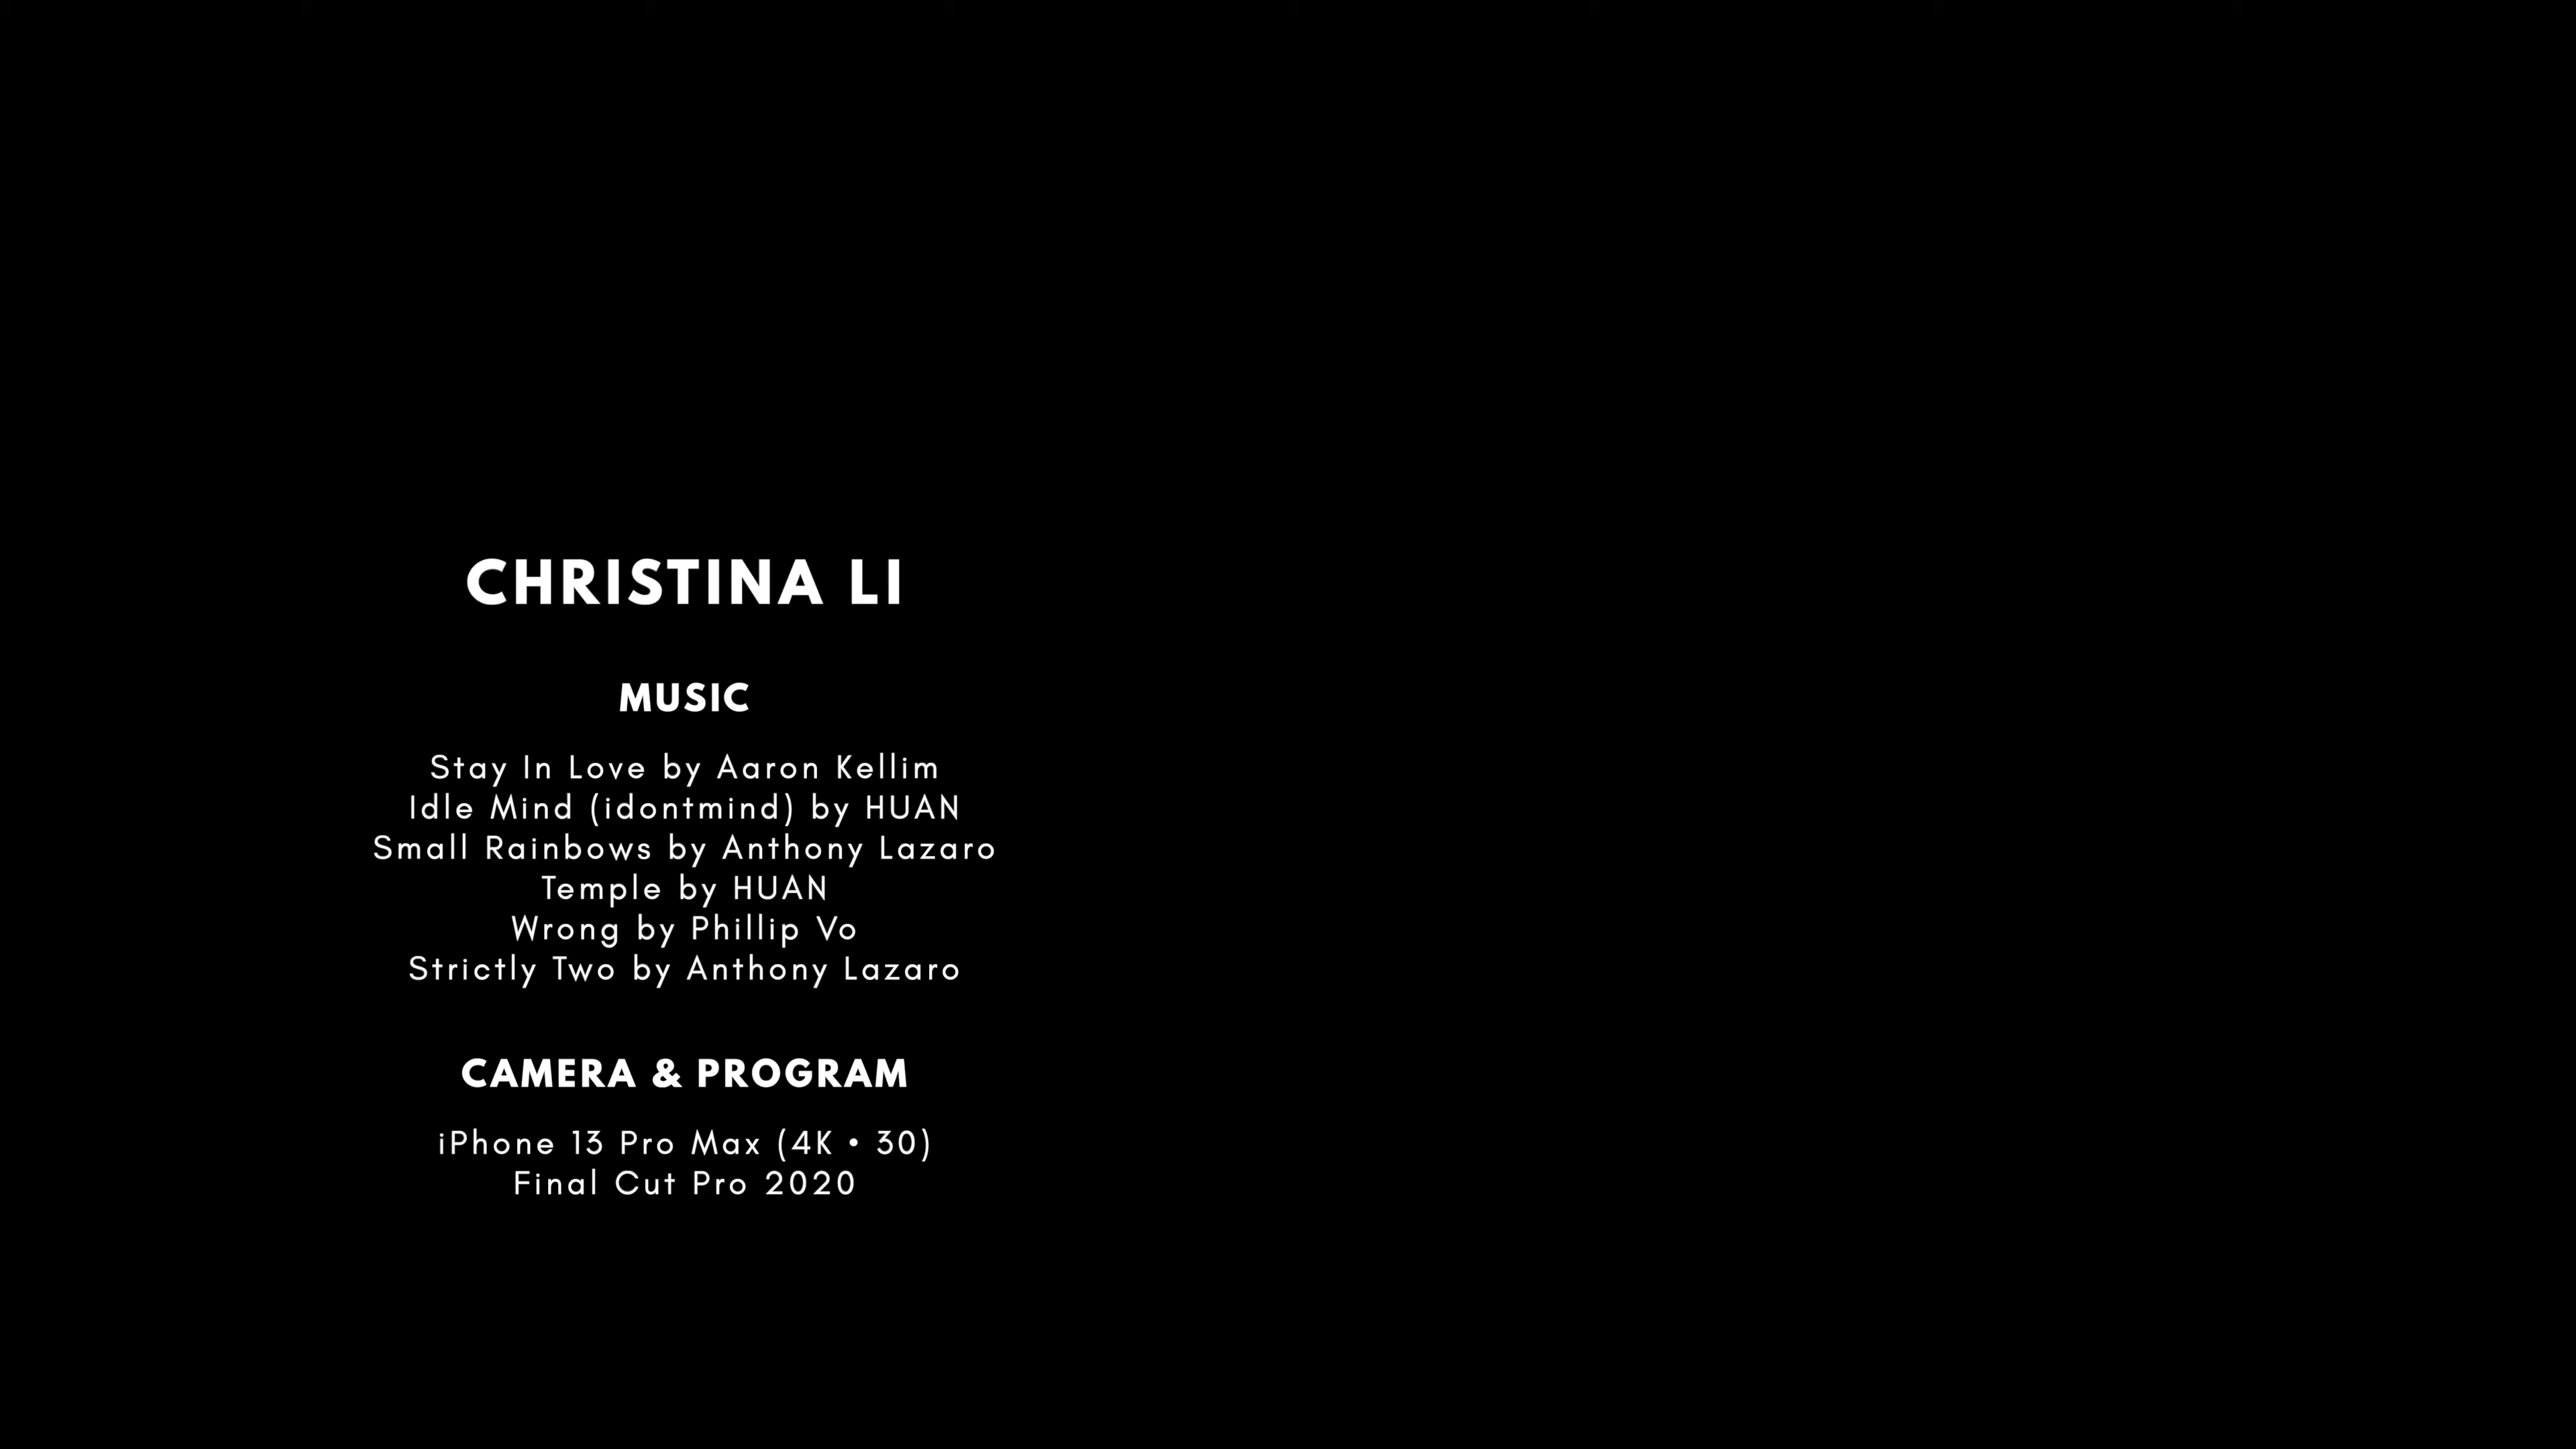 CHRISTINA LI
MUSIC
Stay In Love by Aaron Kellim
Idle Mind (idontmind) by HUAN
Small Rainbows by Anthony Lazaro
Temple by HUAN
Wrong by Phillip Vo
Strictly Two by Anthony Lazaro
CAMERA & PROGRAM
iPhone 13 Pro Max (4K • 30)
Final Cut Pro 2020